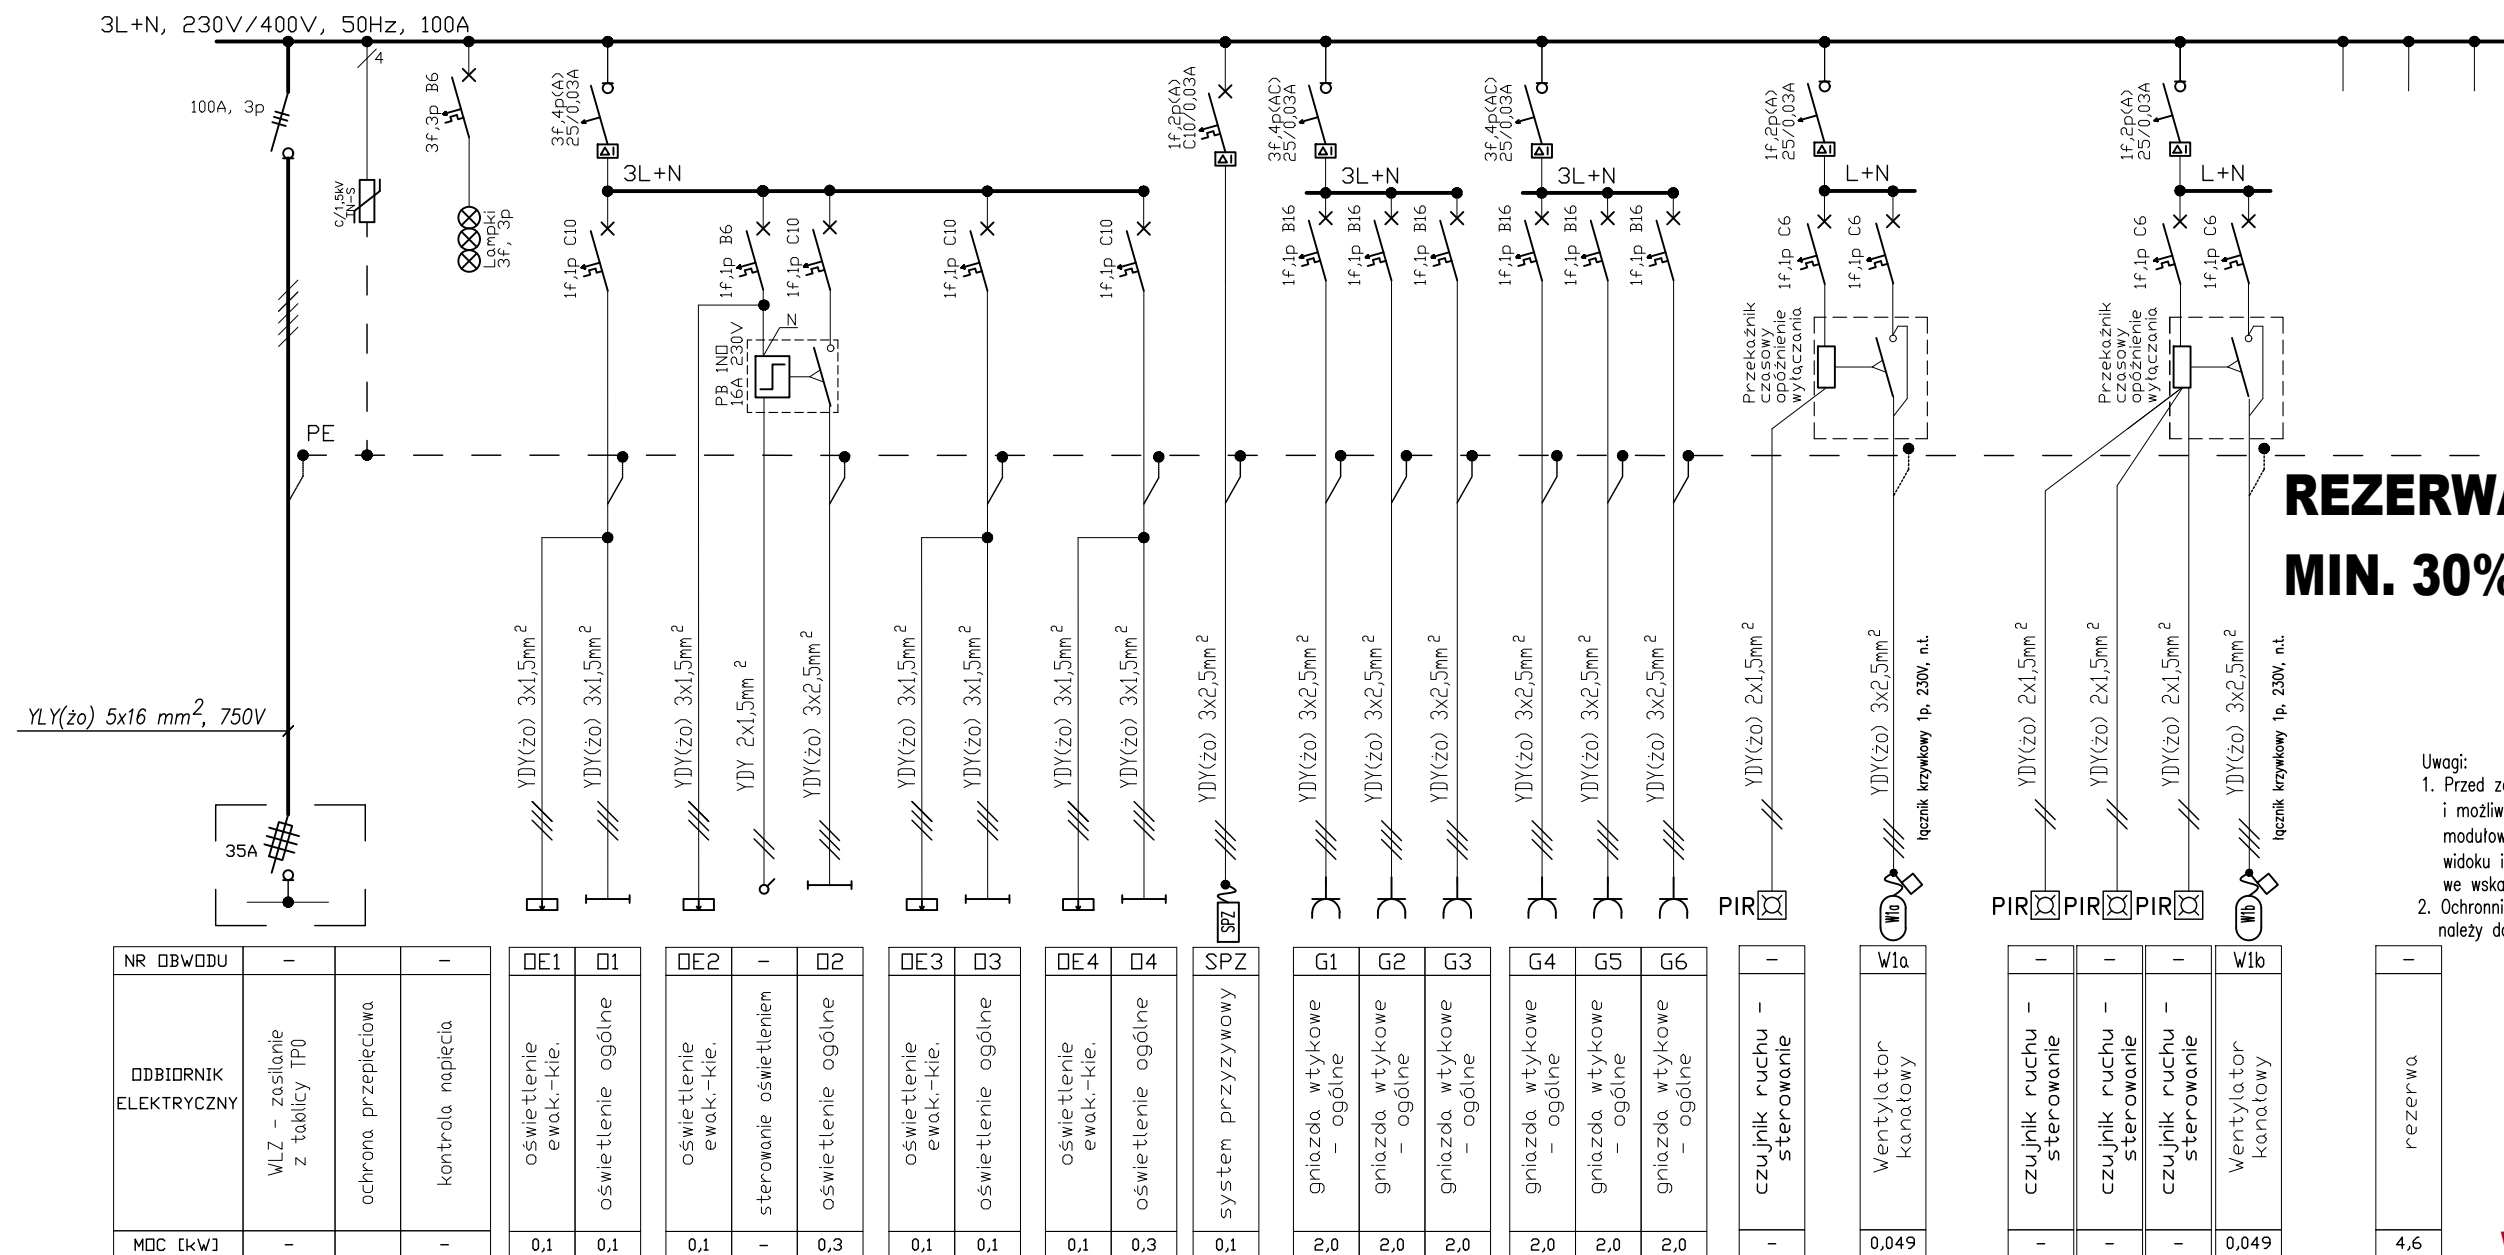 3L+N, 230V/400V, 50Hz, 100A
4
100A, 3p
3f,3p B6
3f,4p(A)
25/0,03A
1f,2p(A)
C10/0,03A
3f,4p(AC)
25/0,03A
3f,4p(AC)
25/0,03A
1f,2p(A)
25/0,03A
1f,2p(A)
25/0,03A
c/1,5kV
TN-S
Lampki
3f, 3p
3L+N
3L+N
3L+N
L+N
L+N
1f,1p C10
1f,1p B6
1f,1p C10
1f,1p C10
1f,1p C10
1f,1p B16
1f,1p B16
1f,1p B16
1f,1p B16
1f,1p B16
1f,1p B16
1f,1p C6
1f,1p C6
1f,1p C6
1f,1p C6
N
PB 1NO
16A 230V
Przekaźnik
czasowy
opóźnienie
wyłączania
Przekaźnik
czasowy
opóźnienie
wyłączania
PE
REZERWA
MIN. 30%
YLY(żo) 5x16 mm², 750V
YDY(żo) 3x1,5mm²
YDY(żo) 3x1,5mm²
YDY(żo) 3x1,5mm²
YDY 2x1,5mm²
YDY(żo) 3x2,5mm²
YDY(żo) 3x1,5mm²
YDY(żo) 3x1,5mm²
YDY(żo) 3x1,5mm²
YDY(żo) 3x1,5mm²
YDY(żo) 3x2,5mm²
YDY(żo) 3x2,5mm²
YDY(żo) 3x2,5mm²
YDY(żo) 3x2,5mm²
YDY(żo) 3x2,5mm²
YDY(żo) 3x2,5mm²
YDY(żo) 3x2,5mm²
YDY(żo) 2x1,5mm²
YDY(żo) 3x2,5mm²
łącznik krzywkowy 1p, 230V, n.t.
YDY(żo) 2x1,5mm²
YDY(żo) 2x1,5mm²
YDY(żo) 2x1,5mm²
YDY(żo) 3x2,5mm²
łącznik krzywkowy 1p, 230V, n.t.
35A
SPZ
PIR
W1a
PIR
PIR
PIR
W1b
Uwagi:
1. Przed
i
modułow
widoku i
we
2.
należy
NR OBWODU - - OE1 O1 OE2 - O2 OE3 O3 OE4 O4 SPZ G1 G2 G3 G4 G5 G6 - W1a - - - W1b -
ODBIORNIK
ELEKTRYCZNY
WLZ - zasilanie
z tablicy TP0
ochrona przepięciowa
kontrola napięcia
oświetlenie
ewak.-kie.
oświetlenie ogólne
oświetlenie
ewak.-kie.
sterowanie oświetleniem
oświetlenie ogólne
oświetlenie
ewak.-kie.
oświetlenie ogólne
oświetlenie
ewak.-kie.
oświetlenie ogólne
system przyzywowy
gniazda wtykowe
- ogólne
gniazda wtykowe
- ogólne
gniazda wtykowe
- ogólne
gniazda wtykowe
- ogólne
gniazda wtykowe
- ogólne
gniazda wtykowe
- ogólne
czujnik ruchu -
sterowanie
Wentylator
kanałowy
czujnik ruchu -
sterowanie
czujnik ruchu -
sterowanie
czujnik ruchu -
sterowanie
Wentylator
kanałowy
rezerwa
MOC [kW] - - 0,1 0,1 0,1 - 0,3 0,1 0,1 0,1 0,3 0,1 2,0 2,0 2,0 2,0 2,0 2,0 - 0,049 - - - 0,049 4,6